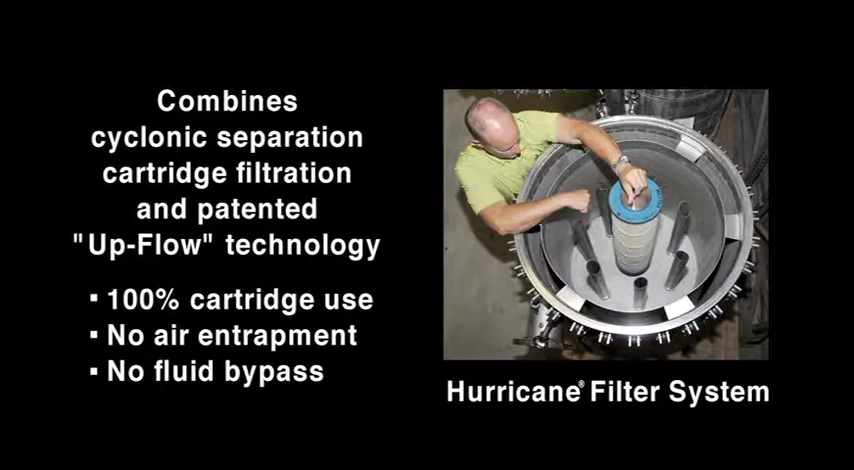 Combines
cyclonic separation
cartridge filtration
and patented
"Up-Flow" technology
▪ 100% cartridge use
▪ No air entrapment
▪ No fluid bypass
Hurricane® Filter System